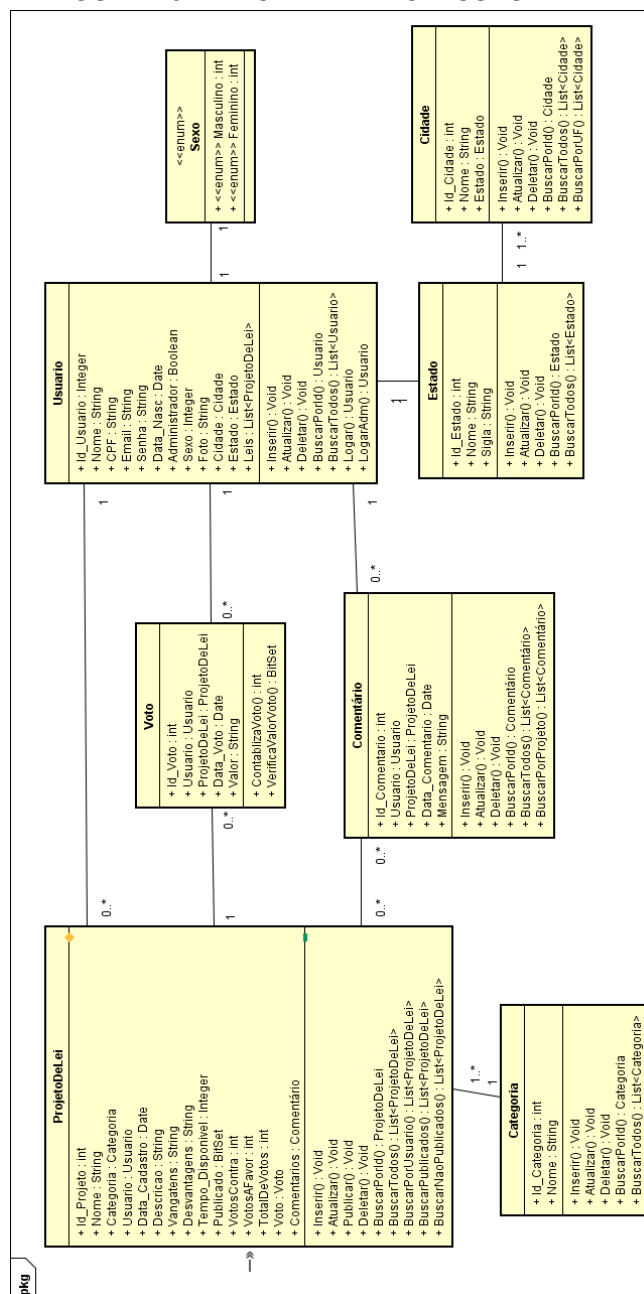 pkg
ProjetoDeLei
+ Id_Projeto : int
+ Nome : String
+ Categoria : Categoria
+ Usuario : Usuario
+ Data_Cadastro : Date
+ Descricao : String
+ Vangatens : String
+ Desvantagens : String
+ Tempo_DIsponivel : Integer
+ Publicado : BitSet
+ VotosContra : int
+ VotosAFavor : int
+ TotalDeVotos : int
+ Voto : Voto
+ Comentarios : Comentário
+ Inserir() : Void
+ Atualizar() : Void
+ Publicar() : Void
+ Deletar() : Void
+ BuscarPorId() : ProjetoDeLei
+ BuscarTodos() : List<ProjetoDeLei>
+ BuscarPorUsuario() : List<ProjetoDeLei>
+ BuscarPublicados() : List<ProjetoDeLei>
+ BuscarNaoPublicados() : List<ProjetoDeLei>
0..*
1
1
0..*
0..*
1
0..*
0..*
0..*
1
1..*
1
Voto
+ Id_Voto : int
+ Usuario : Usuario
+ ProjetoDeLei : ProjetoDeLei
+ Data_Voto : Date
+ Valor : String
+ ContablizaVoto() : int
+ VerificaValorVoto() : BitSet
Usuario
+ Id_Usuario : Integer
+ Nome : String
+ CPF : String
+ Email : String
+ Senha : String
+ Data_Nasc : Date
+ Administrador : Boolean
+ Sexo : Integer
+ Foto : String
+ Cidade : Cidade
+ Estado : Estado
+ Leis : List<ProjetoDeLei>
+ Inserir() : Void
+ Atualizar() : Void
+ Deletar() : Void
+ BuscarPorId() : Usuario
+ BuscarTodos() : List<Usuario>
+ Logar() : Usuario
+ LogarAdm() : Usuario
1
1
<<enum>>
Sexo
+ <<enum>> Masculino : int
+ <<enum>> Feminino : int
Categoria
+ Id_Categoria : int
+ Nome : String
+ Inserir() : Void
+ Atualizar() : Void
+ Deletar() : Void
+ BuscarPorId() : Categoria
+ BuscarTodos() : List<Categoria>
Comentário
+ Id_Comentario : int
+ Usuario : Usuario
+ ProjetoDeLei : ProjetoDeLei
+ Data_Comentario : Date
+ Mensagem : String
+ Inserir() : Void
+ Atualizar() : Void
+ Deletar() : Void
+ BuscarPorId() : Comentário
+ BuscarTodos() : List<Comentário>
+ BuscarPorProjeto() : List<Comentário>
1
1
Estado
+ Id_Estado : int
+ Nome : String
+ Sigla : String
+ Inserir() : Void
+ Atualizar() : Void
+ Deletar() : Void
+ BuscarPorId() : Estado
+ BuscarTodos() : List<Estado>
1
1..*
Cidade
+ Id_Cidade : int
+ Nome : String
+ Estado : Estado
+ Inserir() : Void
+ Atualizar() : Void
+ Deletar() : Void
+ BuscarPorId() : Cidade
+ BuscarTodos() : List<Cidade>
+ BuscarPorUF() : List<Cidade>